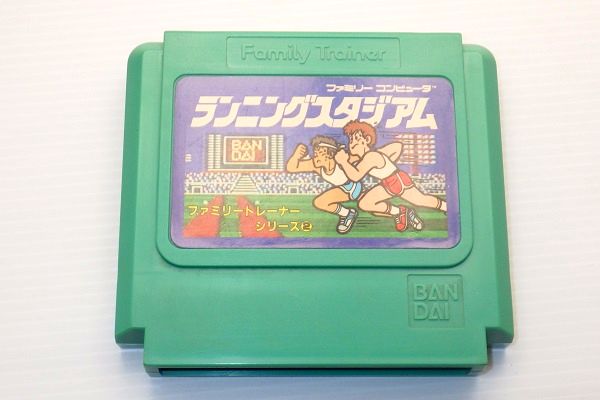 Family Trainer
ファミリー コンピュータ™
ランニングスタジアム
BAN
DAI
ファミリートレーナー
シリーズ2
BAN
DAI